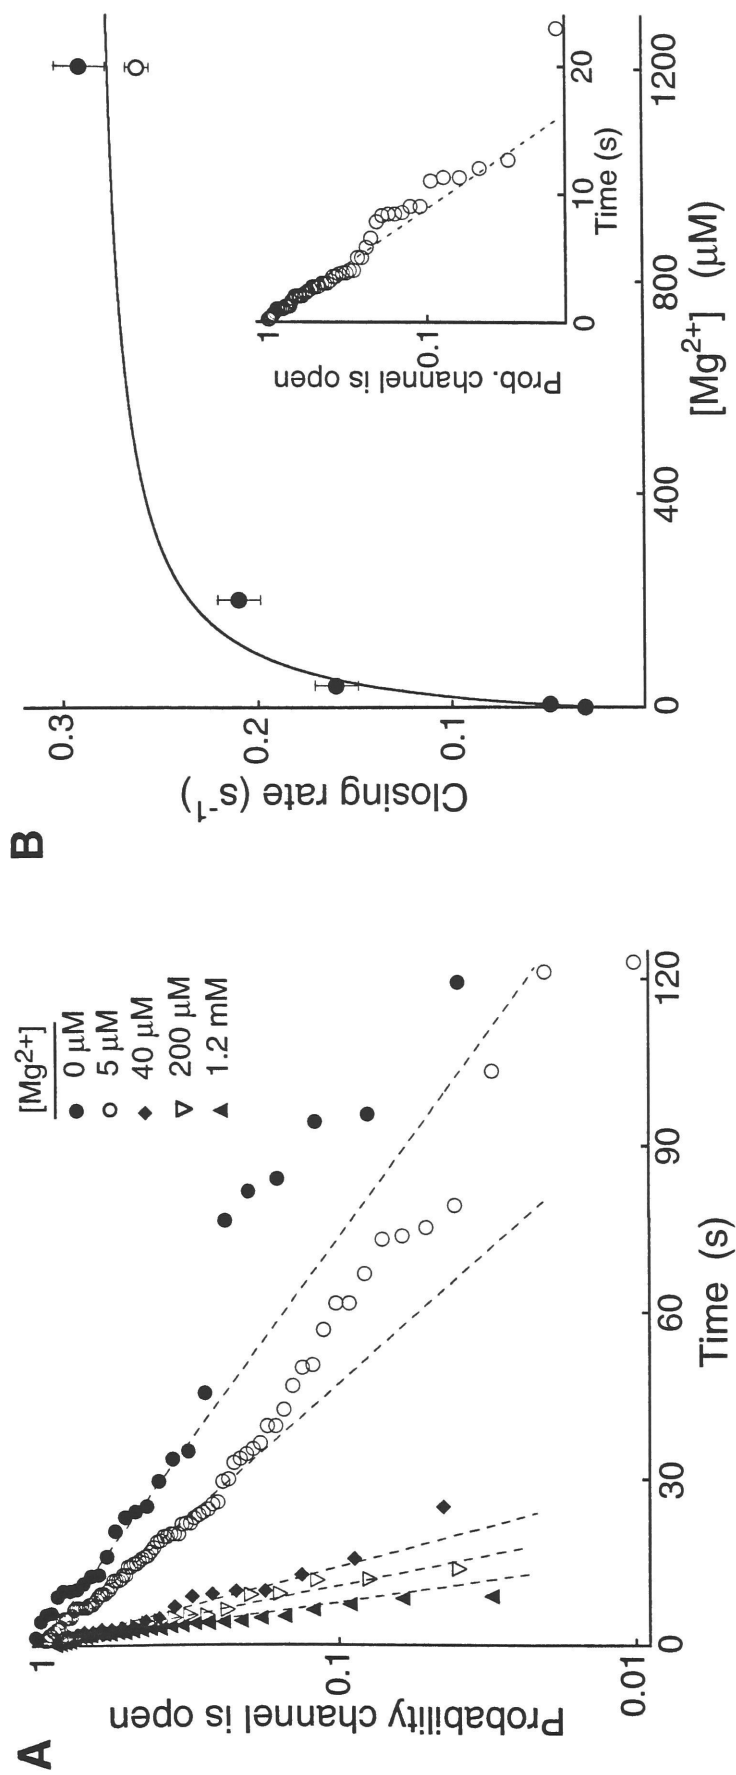 A
Probability channel is open
1
0.1
0.01
0
30
60
90
120
Time (s)
[Mg2+]
0 μM
5 μM
40 μM
200 μM
1.2 mM
B
Closing rate (s-1)
0.3
0.2
0.1
0
400
800
1200
[Mg2+] (μM)
Prob. channel is open
1
0.1
0
10
20
Time (s)